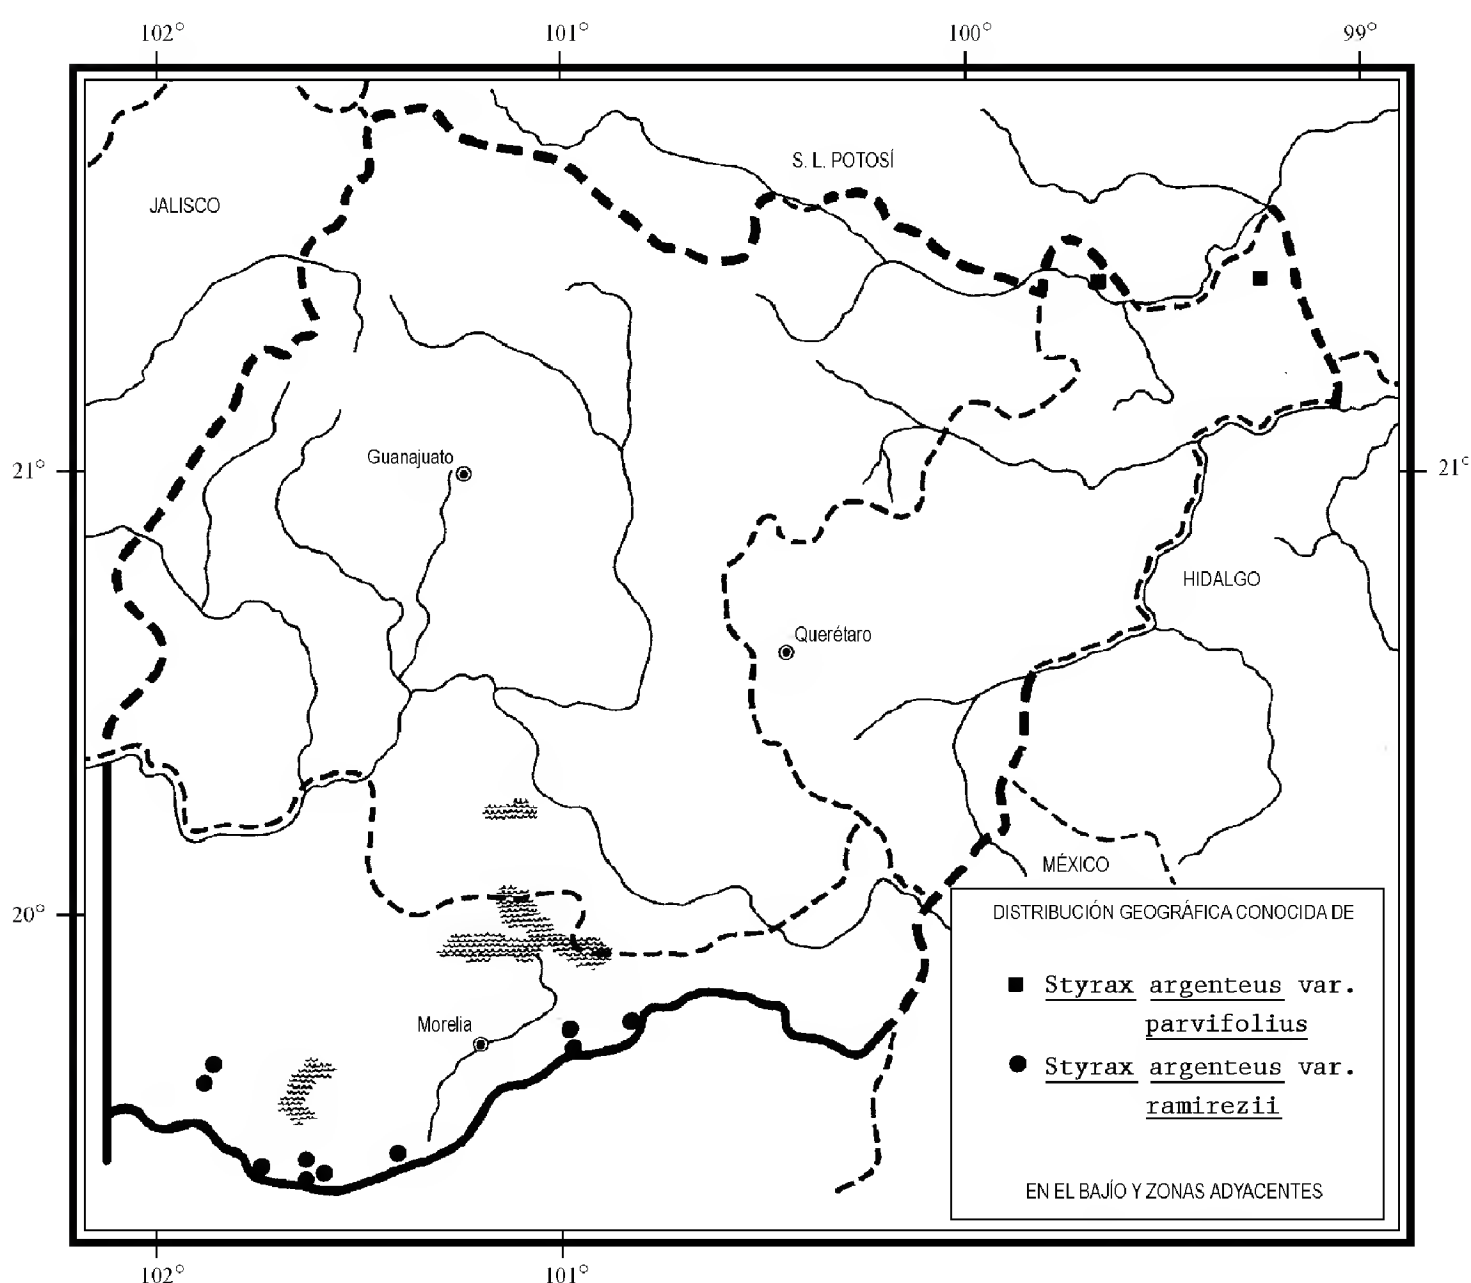 102° 101° 100° 99°
S. L. POTOSÍ
JALISCO
Guanajuato
21° 21°
HIDALGO
Querétaro
MÉXICO
20°
DISTRIBUCIÓN GEOGRÁFICA CONOCIDA DE
Styrax argenteus var.
parvifolius
Morelia
Styrax argenteus var.
ramirezii
EN EL BAJÍO Y ZONAS ADYACENTES
102° 101°